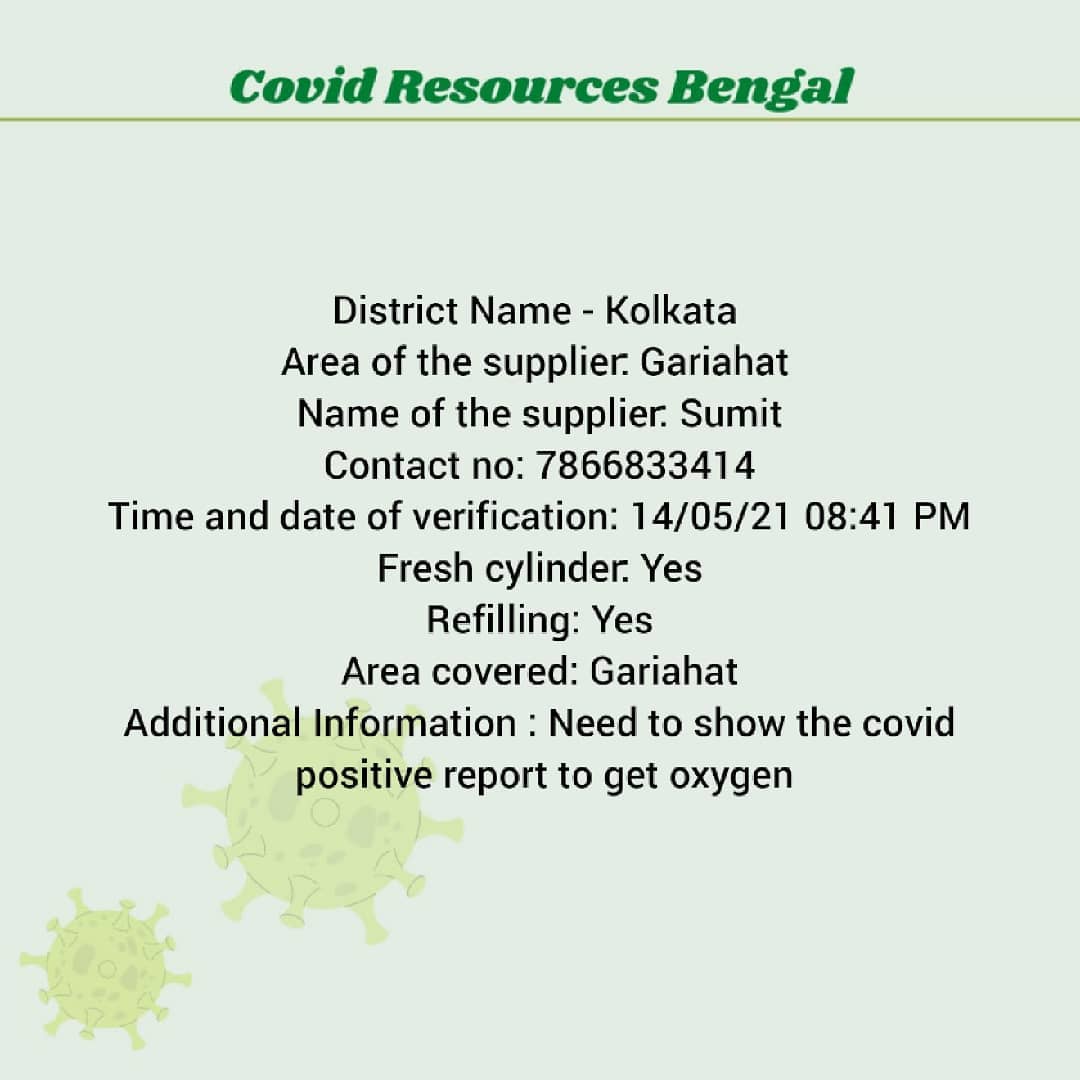 Covid Resources Bengal
District Name - Kolkata
Area of the supplier: Gariahat
Name of the supplier: Sumit
Contact no: 7866833414
Time and date of verification: 14/05/21 08:41 PM
Fresh cylinder: Yes
Refilling: Yes
Area covered: Gariahat
Additional Information : Need to show the covid
positive report to get oxygen